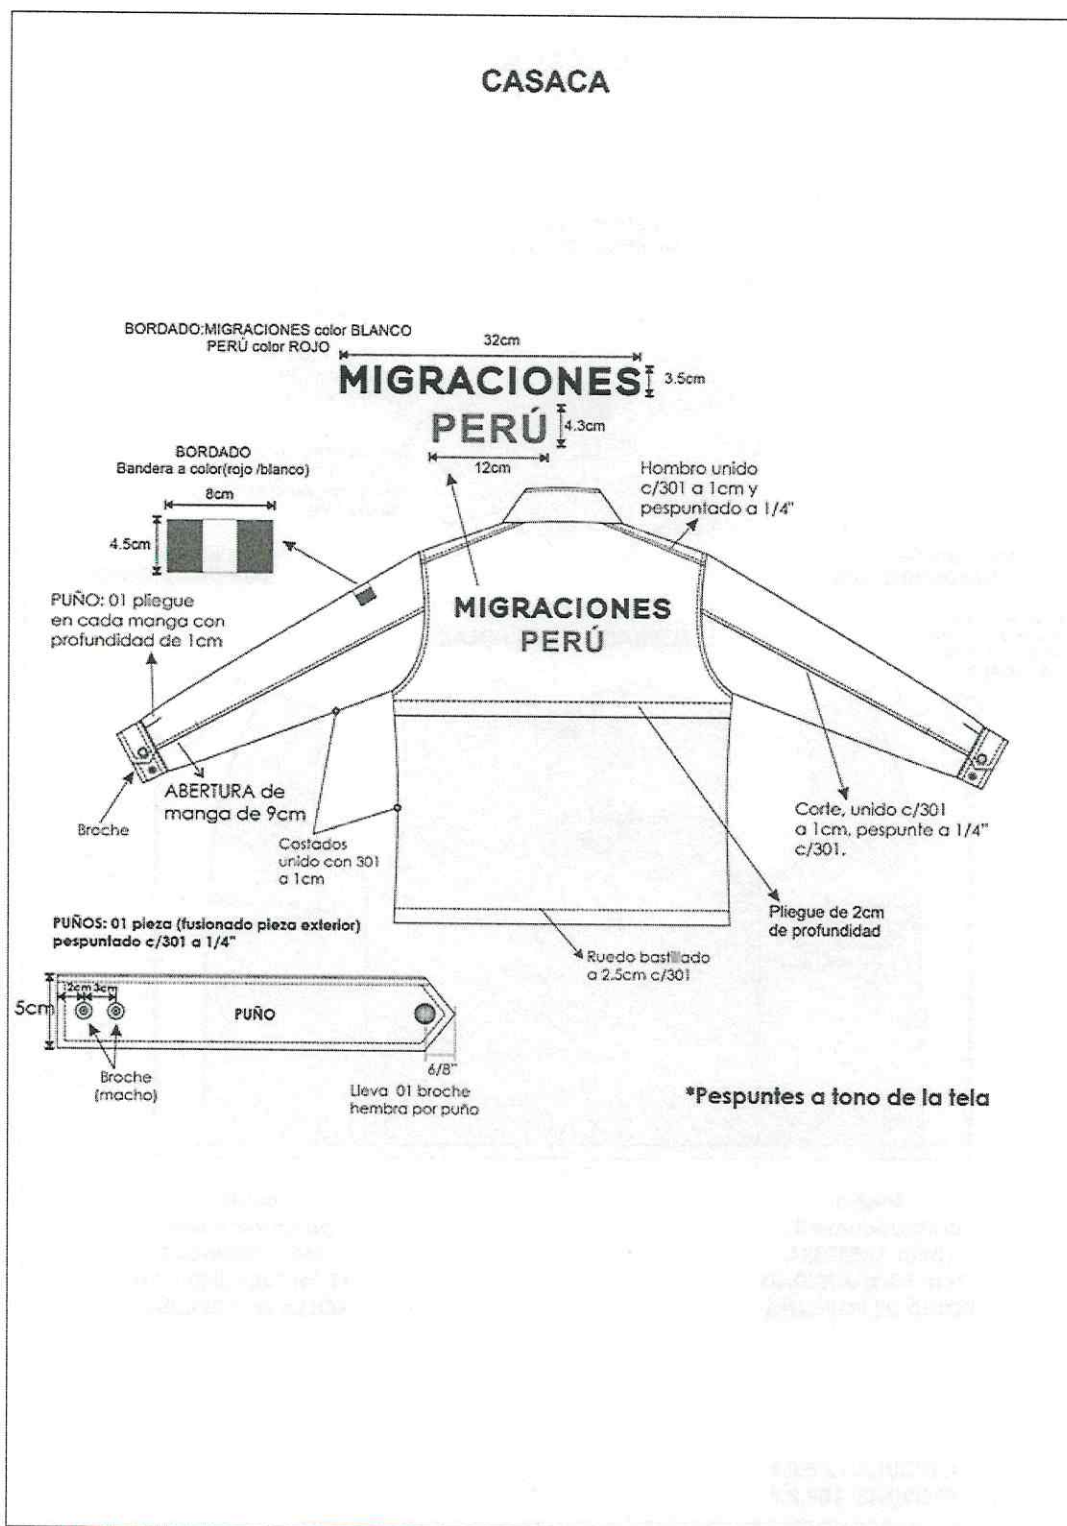 CASACA
BORDADO:MIGRACIONES color BLANCO
PERÚ color ROJO
32cm
MIGRACIONES
3.5cm
PERÚ
4.3cm
12cm
BORDADO
Bandera a color(rojo /blanco)
8cm
4.5cm
Hombro unido
c/301 a 1cm y
pespuntado a 1/4"
PUÑO: 01 pliegue
en cada manga con
profundidad de 1cm
MIGRACIONES
PERÚ
ABERTURA de
manga de 9cm
Broche
Costados
unido con 301
a 1cm
Corte, unido c/301
a 1cm, pespunte a 1/4"
c/301.
Pliegue de 2cm
de profundidad
Ruedo bastillado
a 2.5cm c/301
PUÑOS: 01 pieza (fusionado pieza exterior)
pespuntado c/301 a 1/4"
2cm 3cm
5cm
PUÑO
Broche
(macho)
6/8"
Lleva 01 broche
hembra por puño
*Pespuntes a tono de la tela